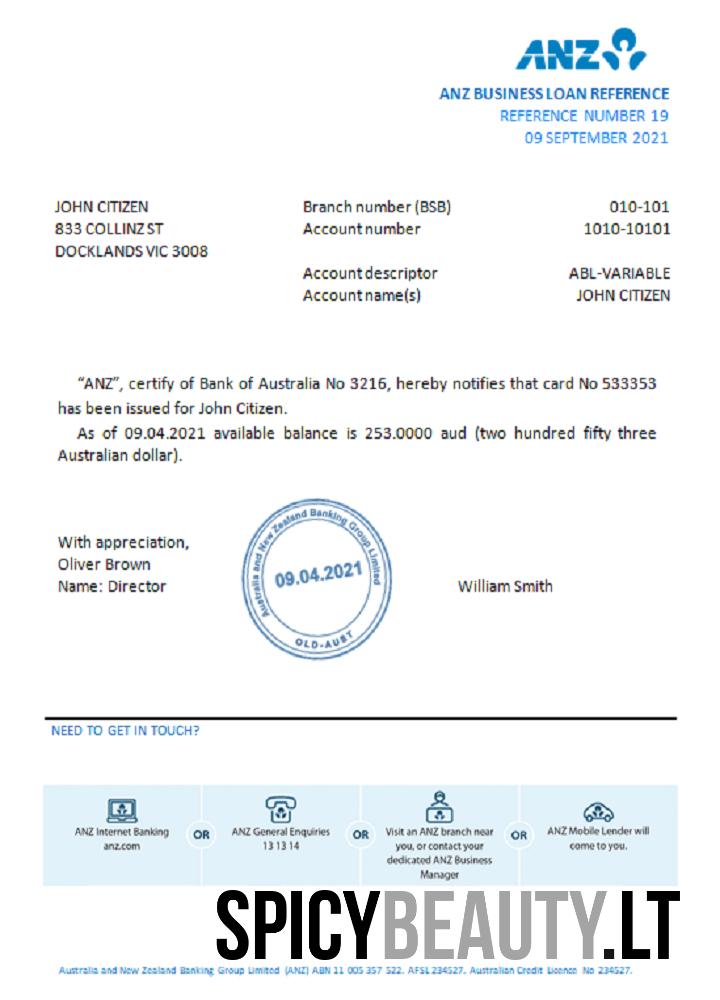 ANZ
ANZ BUSINESS LOAN REFERENCE
REFERENCE NUMBER 19
09 SEPTEMBER 2021
JOHN CITIZEN
833 COLLINZ ST
DOCKLANDS VIC 3008
Branch number (BSB) 010-101
Account number 1010-10101
Account descriptor ABL-VARIABLE
Account name(s) JOHN CITIZEN
“ANZ”, certify of Bank of Australia No 3216, hereby notifies that card No 533353
has been issued for John Citizen.
As of 09.04.2021 available balance is 253.0000 aud (two hundred fifty three
Australian dollar).
With appreciation,
Oliver Brown
Name: Director
Australia and New Zealand Banking Group Limited
09.04.2021
OLD-AUST
William Smith
NEED TO GET IN TOUCH?
ANZ Internet Banking
anz.com
OR
ANZ General Enquiries
13 13 14
OR
Visit an ANZ branch near
you, or contact your
dedicated ANZ Business
Manager
OR
ANZ Mobile Lender will
come to you.
SPICYBEAUTY.LT
Australia and New Zealand Banking Group Limited (ANZ) ABN 11 005 357 522. AFSL 234527. Australian Credit Licence No 234527.